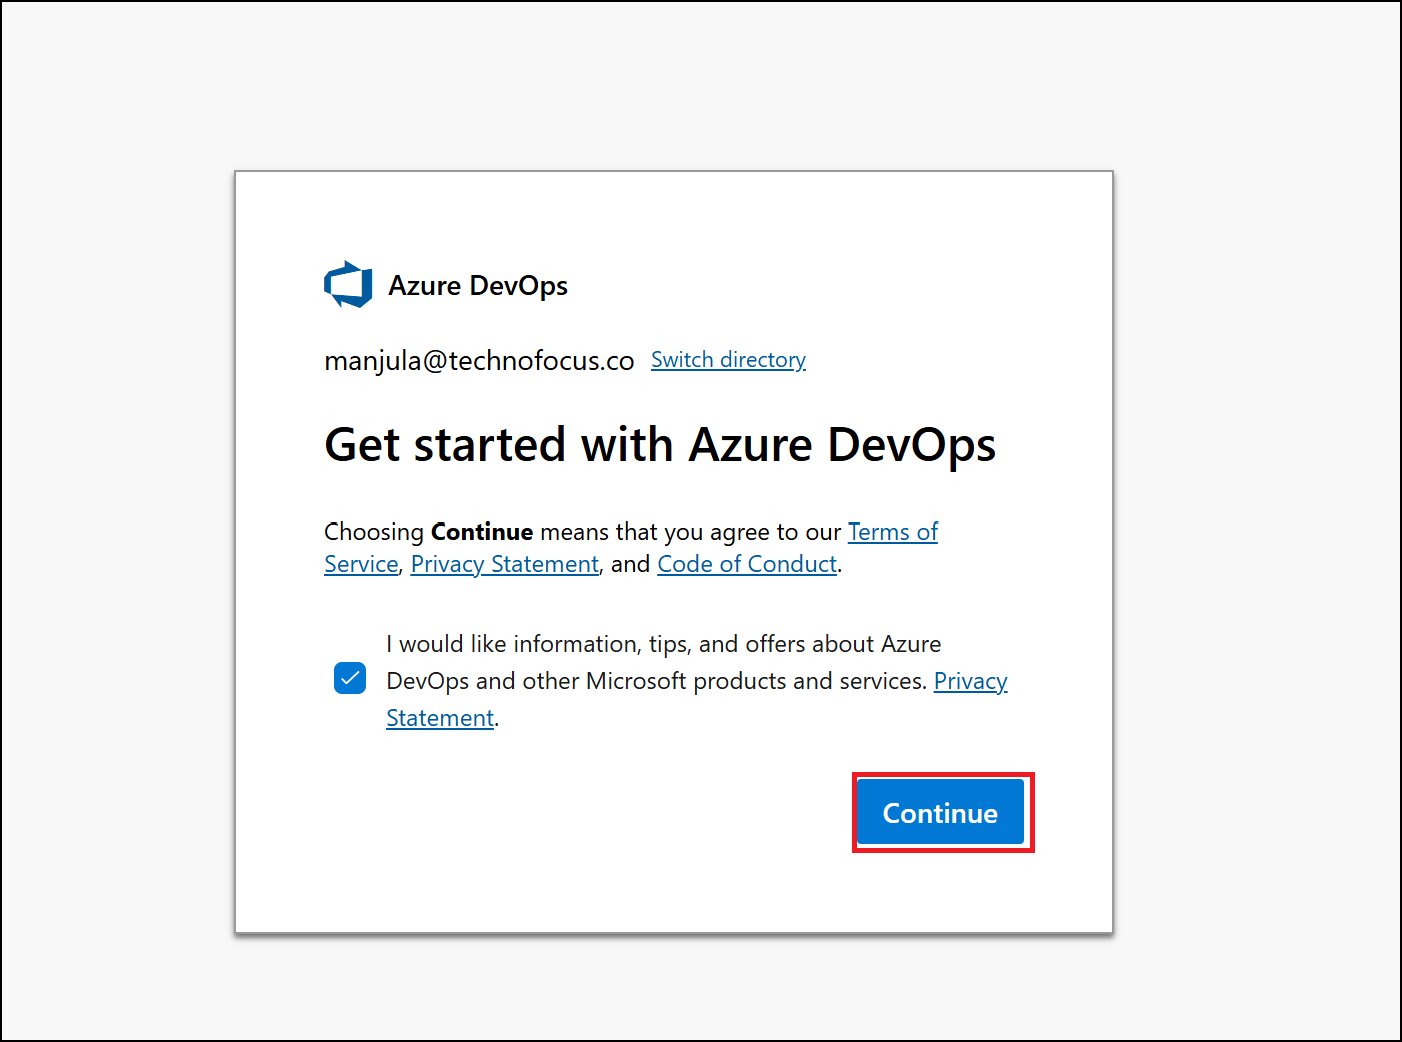 Azure DevOps
manjula@technofocus.co Switch directory
Get started with Azure DevOps
Choosing Continue means that you agree to our Terms of
Service, Privacy Statement, and Code of Conduct.
I would like information, tips, and offers about Azure
DevOps and other Microsoft products and services. Privacy
Statement.
Continue